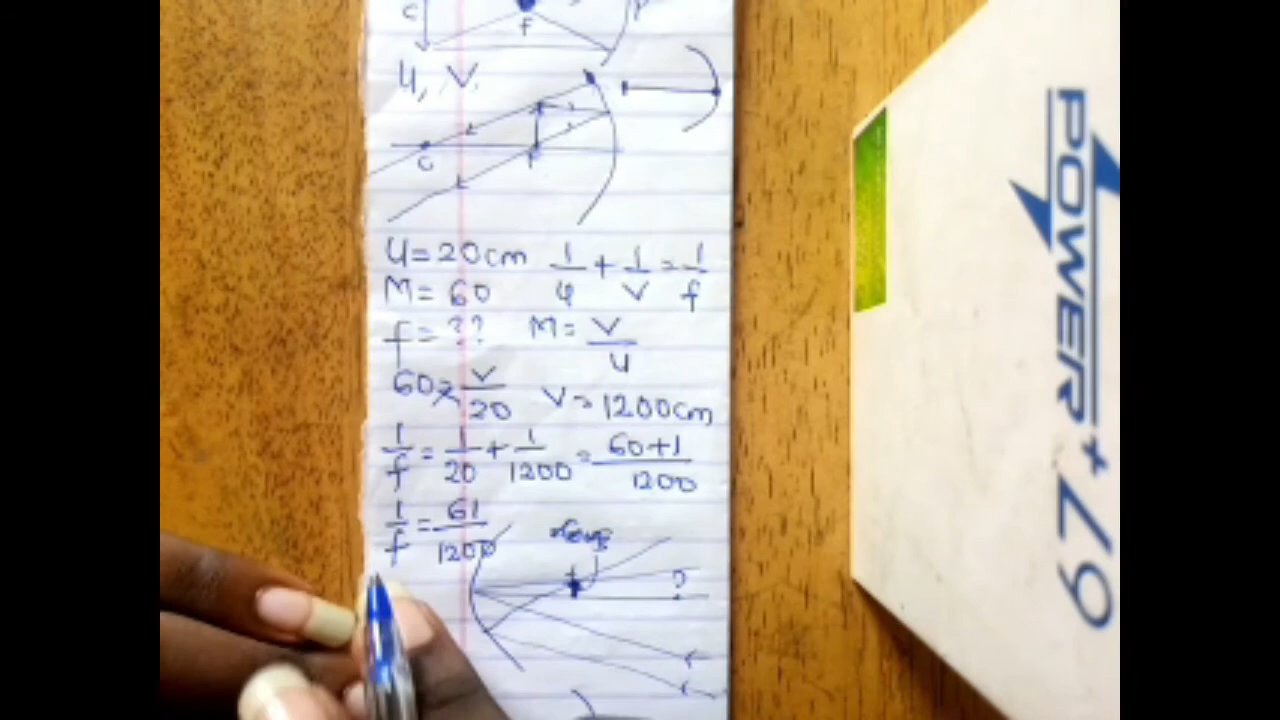 C
F
P
u, V.
C
F
u = 20cm 1/u + 1/V = 1/f
M = 60
f = ?? M = V/u
60 = V/20 V = 1200cm
1/f = 1/20 + 1/1200 = 60+1/1200
1/f = 61/1200
?
POWER+ L9